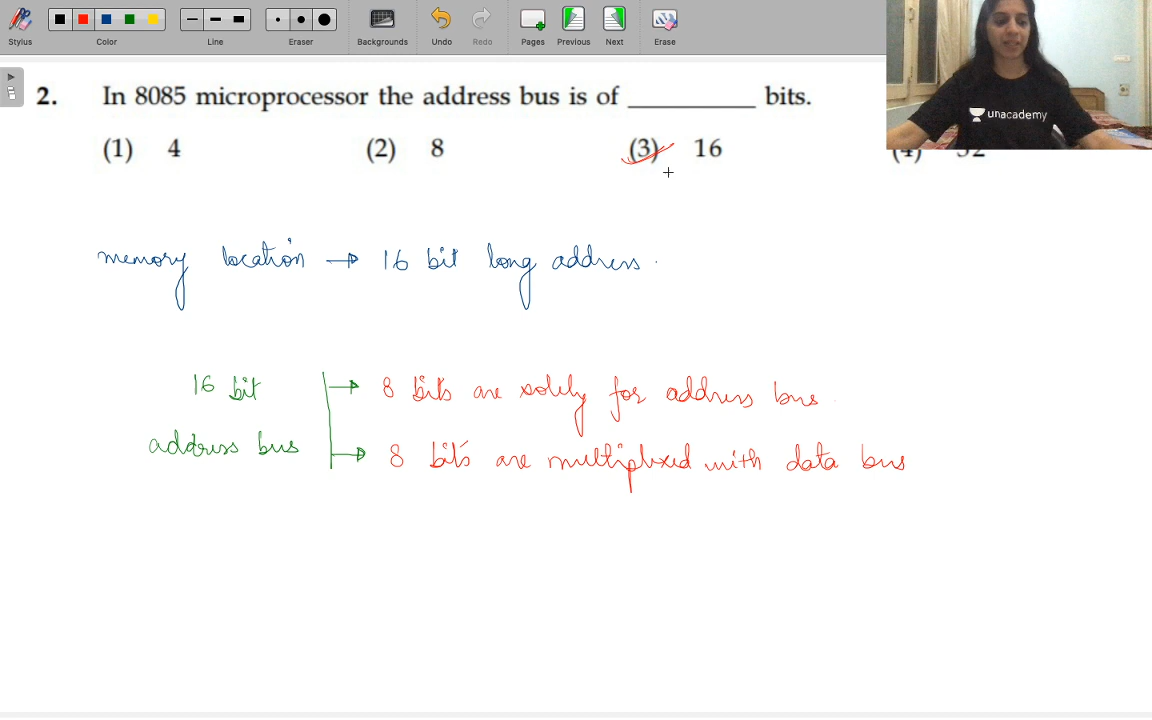 Stylus
Color
Line
Eraser
Backgrounds
Undo
Redo
Pages
Previous
Next
Erase
unacademy
2. In 8085 microprocessor the address bus is of __________ bits.
(1) 4 (2) 8 (3) 16 (4) 32
memory location → 16 bit long address.
16 bit → 8 bits are solely for address bus.
address bus → 8 bits are multiplexed with data bus